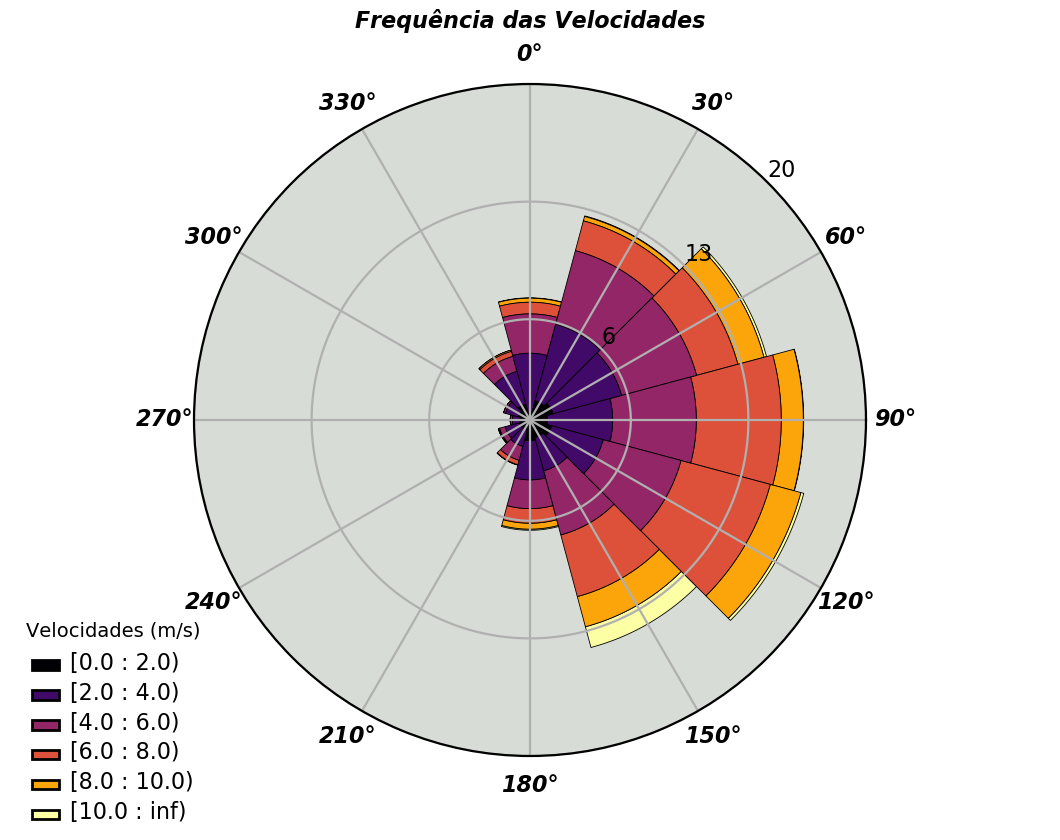 Frequência das Velocidades
0°
330°
30°
20
300°
60°
13
6
270°
90°
240°
120°
210°
150°
180°
Velocidades (m/s)
[0.0 : 2.0)
[2.0 : 4.0)
[4.0 : 6.0)
[6.0 : 8.0)
[8.0 : 10.0)
[10.0 : inf)